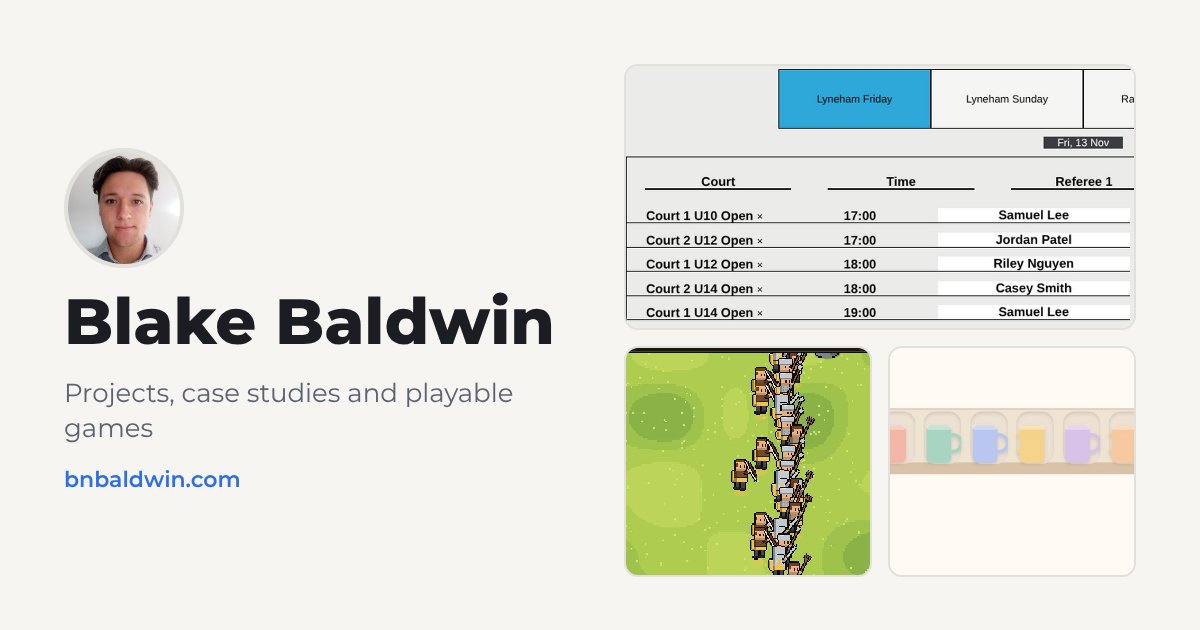 Blake Baldwin
Projects, case studies and playable
games
bnbaldwin.com
Lyneham Friday
Lyneham Sunday
Fri, 13 Nov
Court Time Referee 1
Court 1 U10 Open × 17:00 Samuel Lee
Court 2 U12 Open × 17:00 Jordan Patel
Court 1 U12 Open × 18:00 Riley Nguyen
Court 2 U14 Open × 18:00 Casey Smith
Court 1 U14 Open × 19:00 Samuel Lee